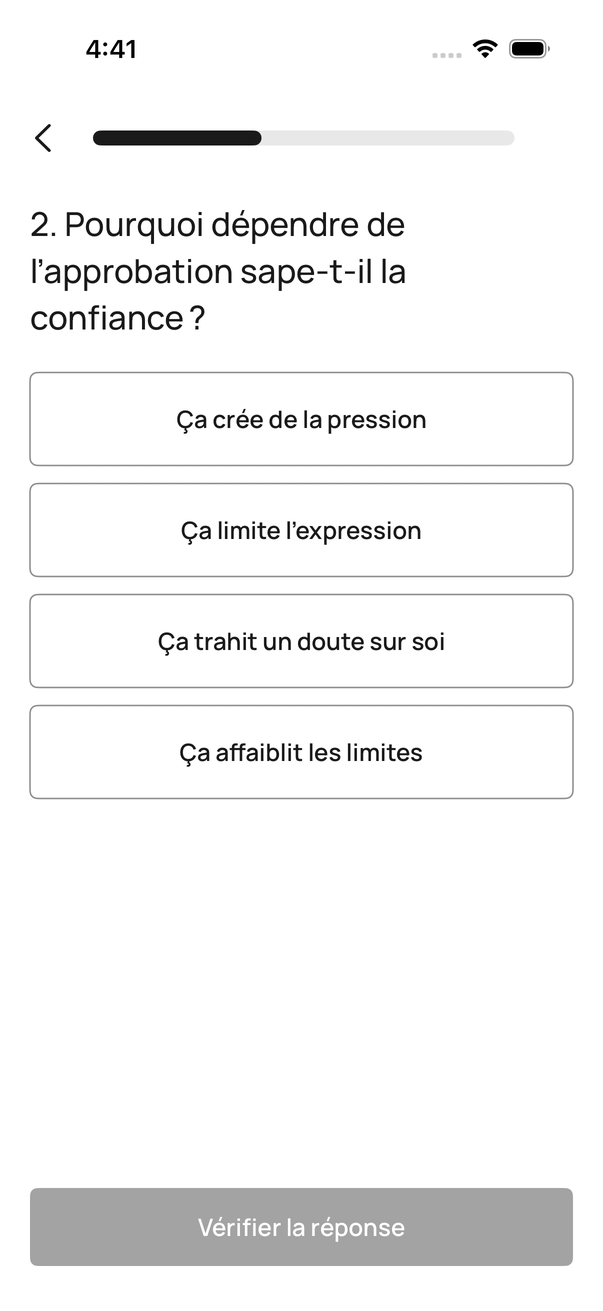 4:41
2. Pourquoi dépendre de
l’approbation sape-t-il la
confiance ?
Ça crée de la pression
Ça limite l’expression
Ça trahit un doute sur soi
Ça affaiblit les limites
Vérifier la réponse